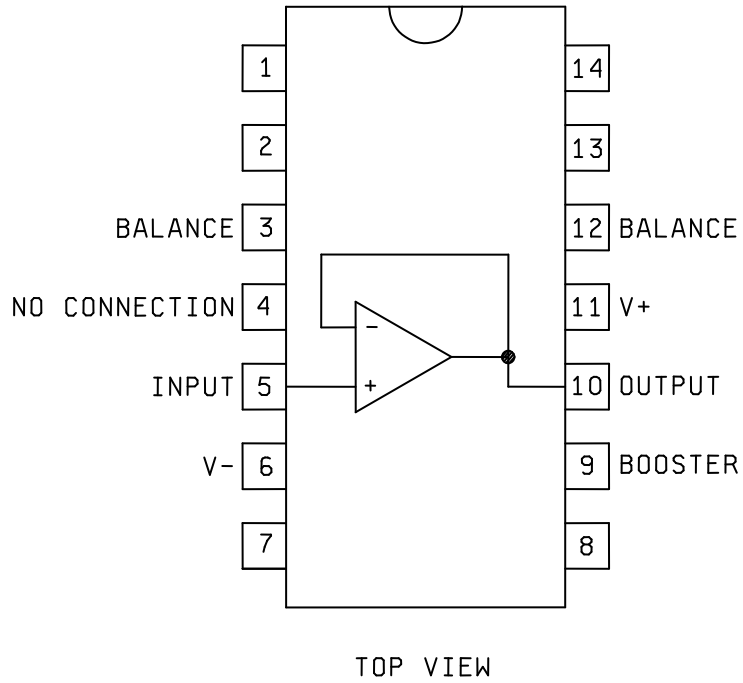 1 14
2 13
BALANCE 3 12 BALANCE
NO CONNECTION 4 11 V+
-
INPUT 5 + 10 OUTPUT
V- 6 9 BOOSTER
7 8
TOP VIEW